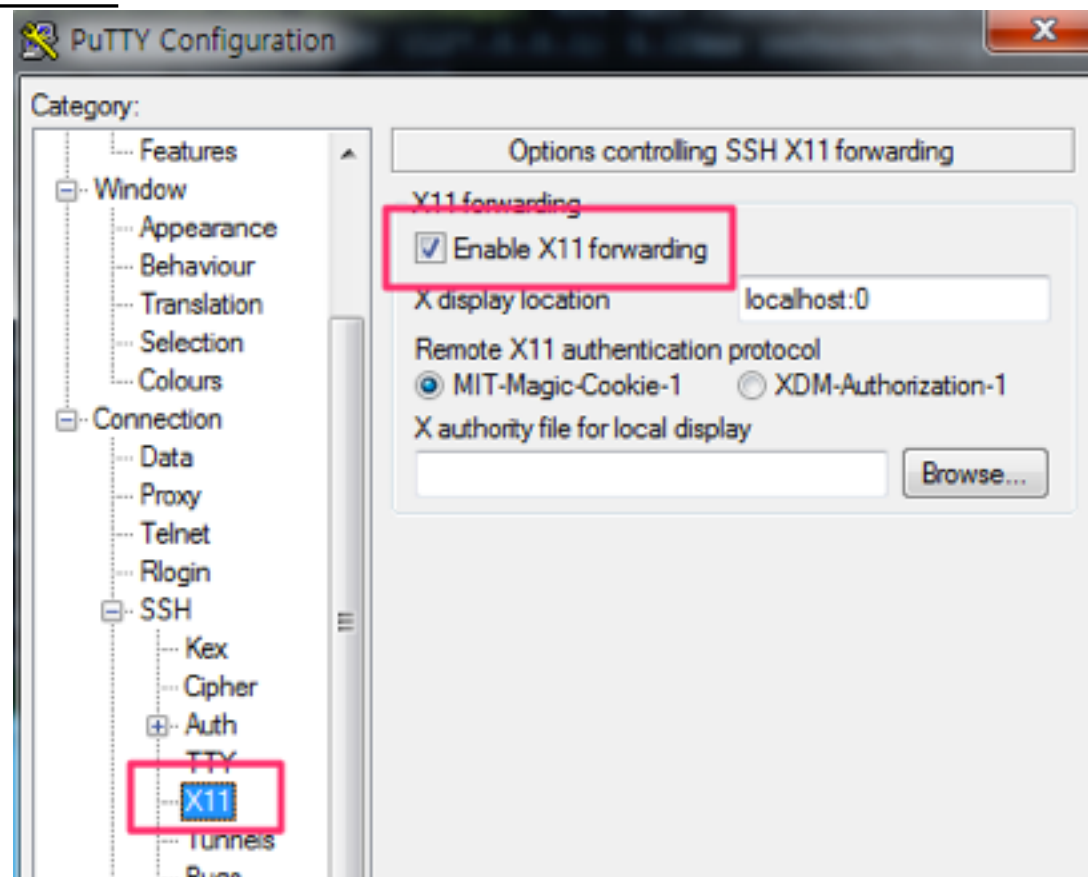 PuTTY Configuration
x
Category:
Features
Window
Appearance
Behaviour
Translation
Selection
Colours
Connection
Data
Proxy
Telnet
Rlogin
SSH
Kex
Cipher
Auth
TTY
X11
Tunnels
Bugs
Options controlling SSH X11 forwarding
X11 forwarding
Enable X11 forwarding
X display location localhost:0
Remote X11 authentication protocol
MIT-Magic-Cookie-1 XDM-Authorization-1
X authority file for local display
Browse...